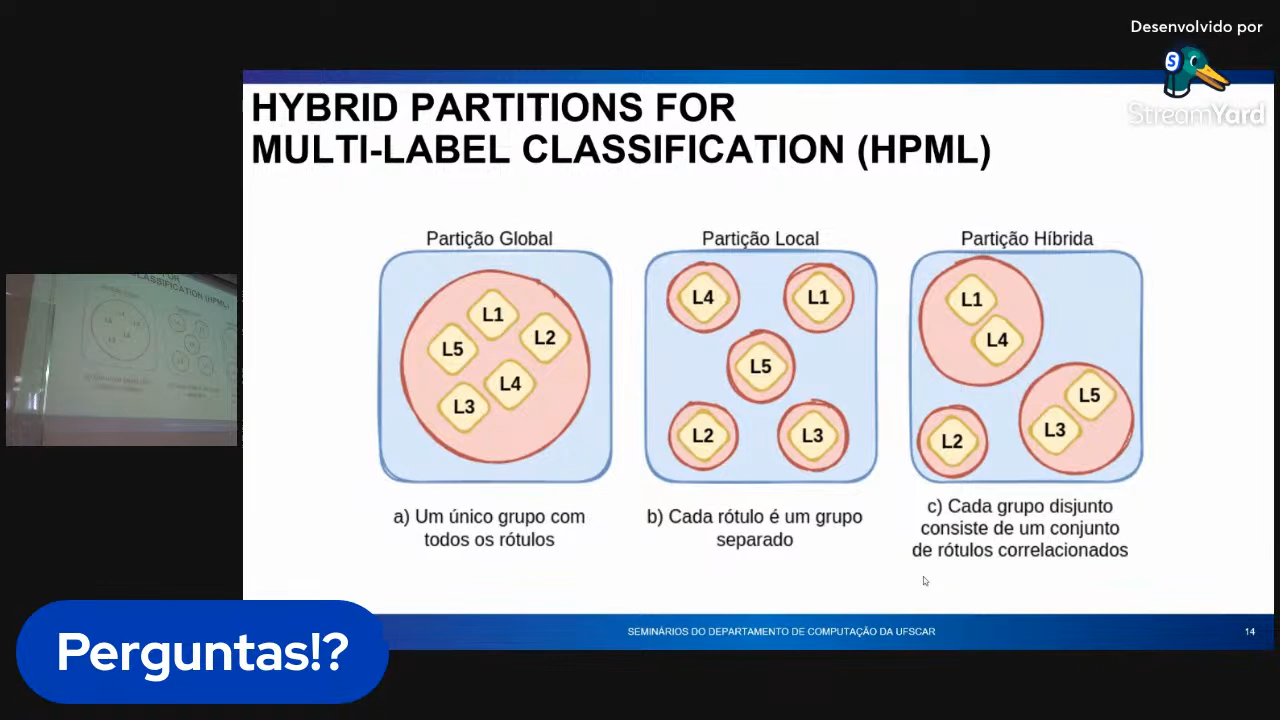 Desenvolvido por
S
StreamYard
HYBRID PARTITIONS FOR
MULTI-LABEL CLASSIFICATION (HPML)
Partição Global
L1
L2
L5
L4
L3
a) Um único grupo com
todos os rótulos
Partição Local
L4
L1
L5
L2
L3
b) Cada rótulo é um grupo
separado
Partição Híbrida
L1
L4
L5
L3
L2
c) Cada grupo disjunto
consiste de um conjunto
de rótulos correlacionados
SEMINÁRIOS DO DEPARTAMENTO DE COMPUTAÇÃO DA UFSCAR
14
Perguntas!?